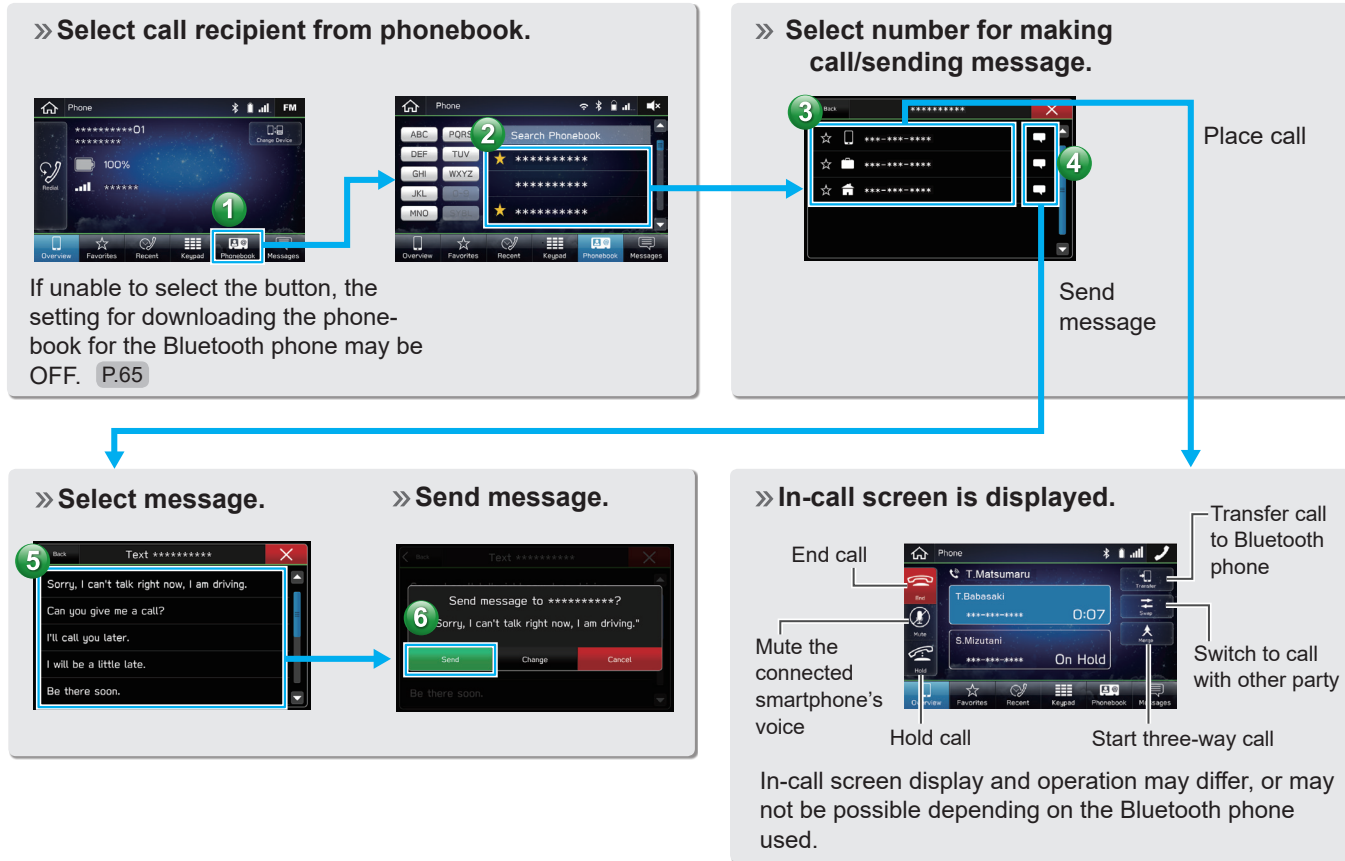 » Select call recipient from phonebook.
Phone
FM
**********01
********
Change Device
100%
******
Redial
1
Overview
Favorites
Recent
Keypad
Phonebook
Messages
Phone
ABC
PQRS
DEF
TUV
GHI
WXYZ
JKL
MNO
2
Search Phonebook
**********
**********
**********
Overview
Favorites
Recent
Keypad
Phonebook
Messages
If unable to select the button, the
setting for downloading the phone-
book for the Bluetooth phone may be
OFF. P.65
» Select number for making
call/sending message.
3
Back
**********
***-***-****
***-***-****
***-***-****
4
Place call
Send
message
» Select message.
5
Back
Text **********
Sorry, I can't talk right now, I am driving.
Can you give me a call?
I'll call you later.
I will be a little late.
Be there soon.
» Send message.
Back
Text **********
Send message to **********?
6
Sorry, I can't talk right now, I am driving."
Send
Change
Cancel
Be there soon.
» In-call screen is displayed.
End call
Mute the
connected
smartphone's
voice
Hold call
Phone
T.Matsumaru
End
T.Babasaki
***-***-****
0:07
Mute
S.Mizutani
***-***-****
On Hold
Hold
Transfer
Swap
Merge
Overview
Favorites
Recent
Keypad
Phonebook
Messages
Transfer call
to Bluetooth
phone
Switch to call
with other party
Start three-way call
In-call screen display and operation may differ, or may
not be possible depending on the Bluetooth phone
used.